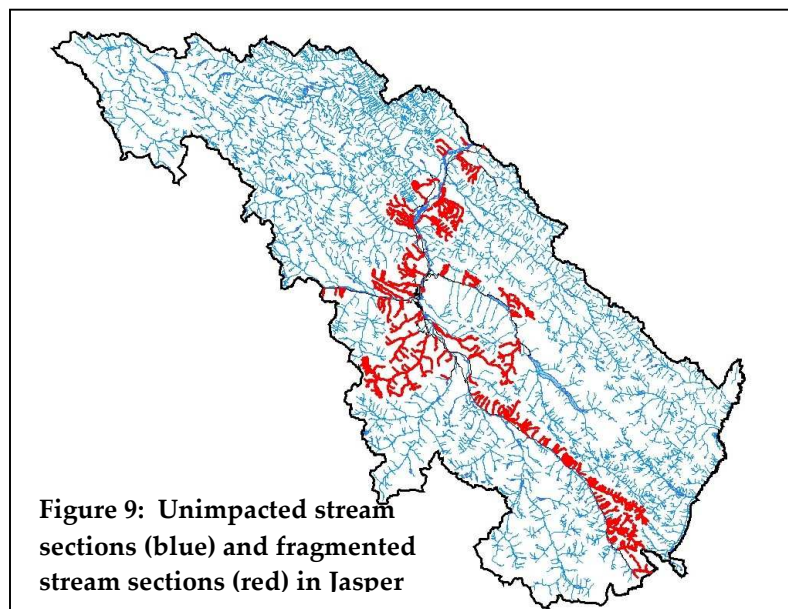 Figure 9: Unimpacted stream
sections (blue) and fragmented
stream sections (red) in Jasper